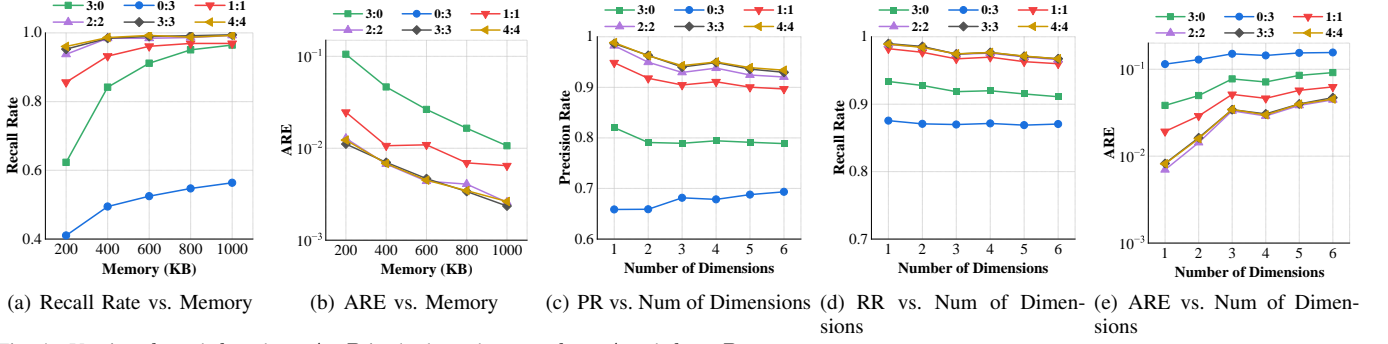 3:0 0:3 1:1
2:2 3:3 4:4
1.0
0.8
0.6
0.4
Recall Rate
200 400 600 800 1000
Memory (KB)
(a) Recall Rate vs. Memory
3:0 0:3 1:1
2:2 3:3 4:4
10⁻¹
10⁻²
10⁻³
ARE
200 400 600 800 1000
Memory (KB)
(b) ARE vs. Memory
3:0 0:3 1:1
2:2 3:3 4:4
1
0.9
0.8
0.7
0.6
Precision Rate
1 2 3 4 5 6
Number of Dimensions
(c) PR vs. Num of Dimensions
3:0 0:3 1:1
2:2 3:3 4:4
1
0.9
0.8
0.7
Recall Rate
1 2 3 4 5 6
Number of Dimensions
(d) RR vs. Num of Dimen-
sions
3:0 0:3 1:1
2:2 3:3 4:4
10⁻¹
10⁻²
10⁻³
ARE
1 2 3 4 5 6
Number of Dimensions
(e) ARE vs. Num of Dimen-
sions